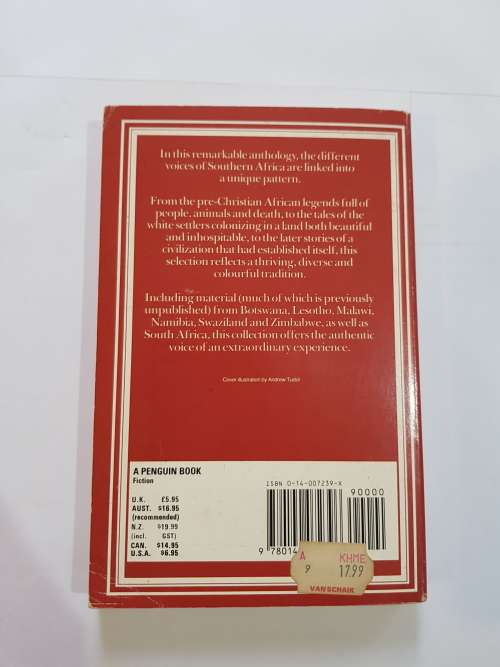 In this remarkable anthology, the different
voices of Southern Africa are linked into
a unique pattern.
From the pre-Christian African legends full of
people, animals and death, to the tales of the
white settlers colonizing in a land both beautiful
and inhospitable, to the later stories of a
civilization that had established itself, this
selection reflects a thriving, diverse and
colourful tradition.
Including material (much of which is previously
unpublished) from Botswana, Lesotho, Malawi,
Namibia, Swaziland and Zimbabwe, as well as
South Africa, this collection offers the authentic
voice of an extraordinary experience.
Cover illustration by Andrew Tudor
A PENGUIN BOOK
Fiction
U.K. £5.95
AUST. $16.95
(recommended)
N.Z. $19.99
(incl. GST)
CAN. $14.95
U.S.A. $6.95
ISBN 0-14-007239-X
90000
9 78014
A KHME
9 17.99
VAN SCHAIK